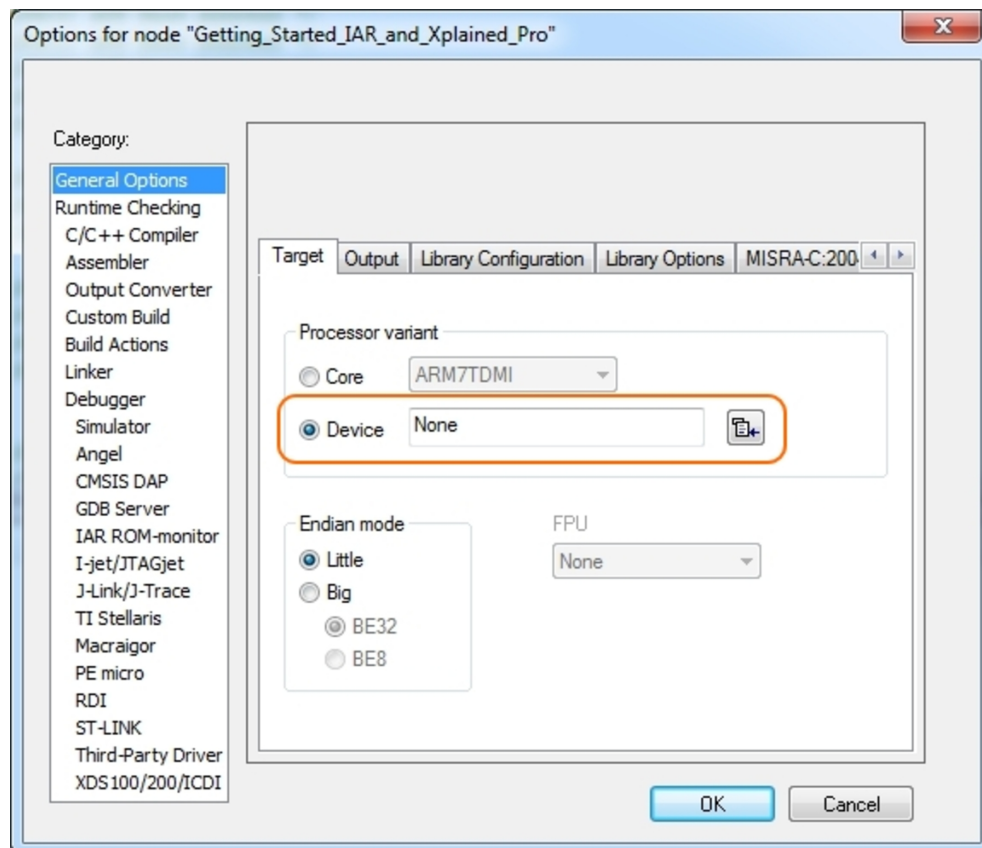 Options for node "Getting_Started_IAR_and_Xplained_Pro"
Category:
General Options
Runtime Checking
C/C++ Compiler
Assembler
Output Converter
Custom Build
Build Actions
Linker
Debugger
Simulator
Angel
CMSIS DAP
GDB Server
IAR ROM-monitor
I-jet/JTAGjet
J-Link/J-Trace
TI Stellaris
Macraigor
PE micro
RDI
ST-LINK
Third-Party Driver
XDS100/200/ICDI
Target Output Library Configuration Library Options MISRA-C:200
Processor variant
Core ARM7TDMI
Device None
Endian mode
Little
Big
BE32
BE8
FPU
None
OK Cancel